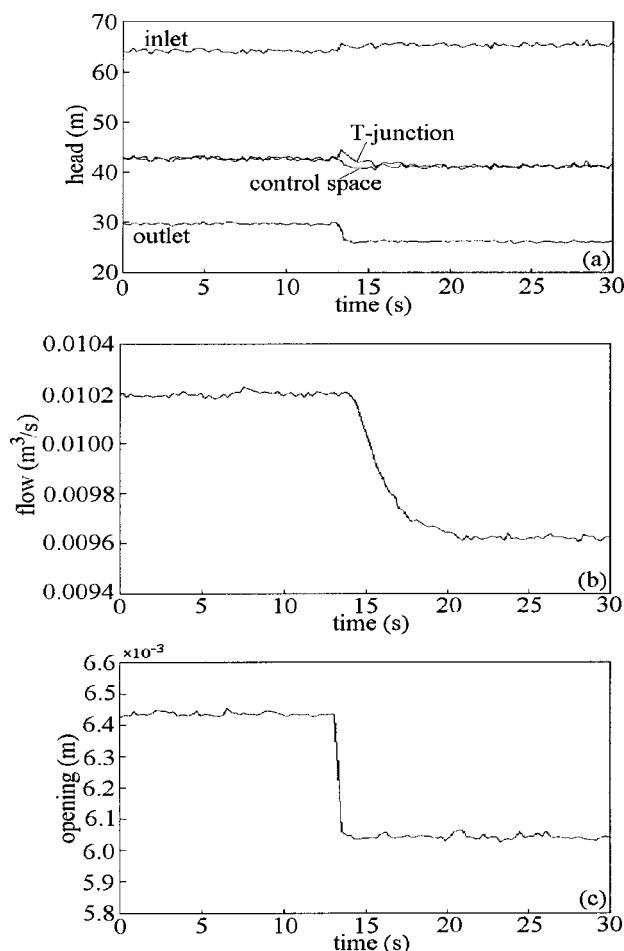 70
inlet
60
50
T-junction
head (m)
40
control space
30
outlet
20
(a)
0 5 10 15 20 25 30
time (s)
0.0104
0.0102
0.0100
flow (m³/s)
0.0098
0.0096
0.0094
(b)
0 5 10 15 20 25 30
time (s)
×10⁻³
6.6
6.45
6.4
6.43
opening (m)
6.2
6.1
6.0
5.9
5.8
(c)
0 5 10 15 20 25 30
time (s)